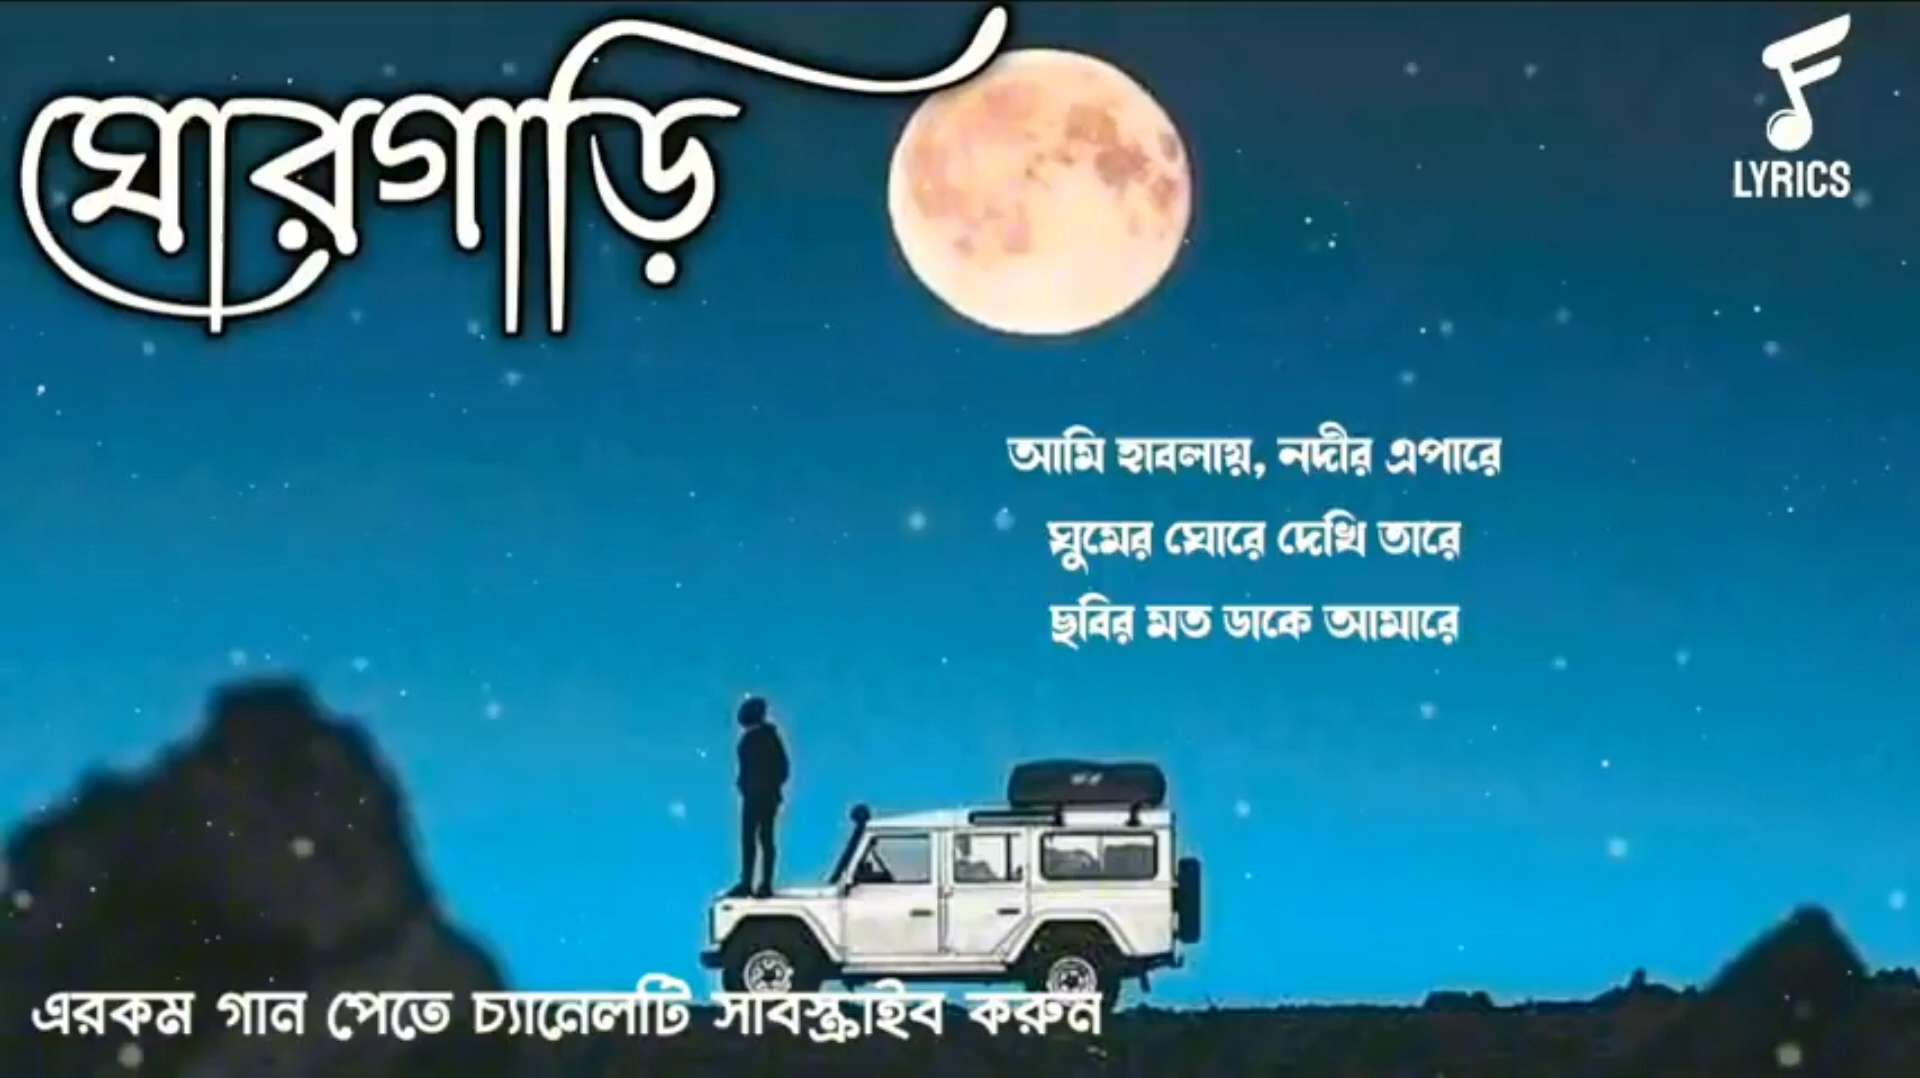 ঘোরগাড়ি
LYRICS
আমি হাবলায়, নদীর এপারে
ঘুমের ঘোরে দেখি তারে
ছবির মত ডাকে আমারে
এরকম গান পেতে চ্যানেলটি সাবস্ক্রাইব করুন